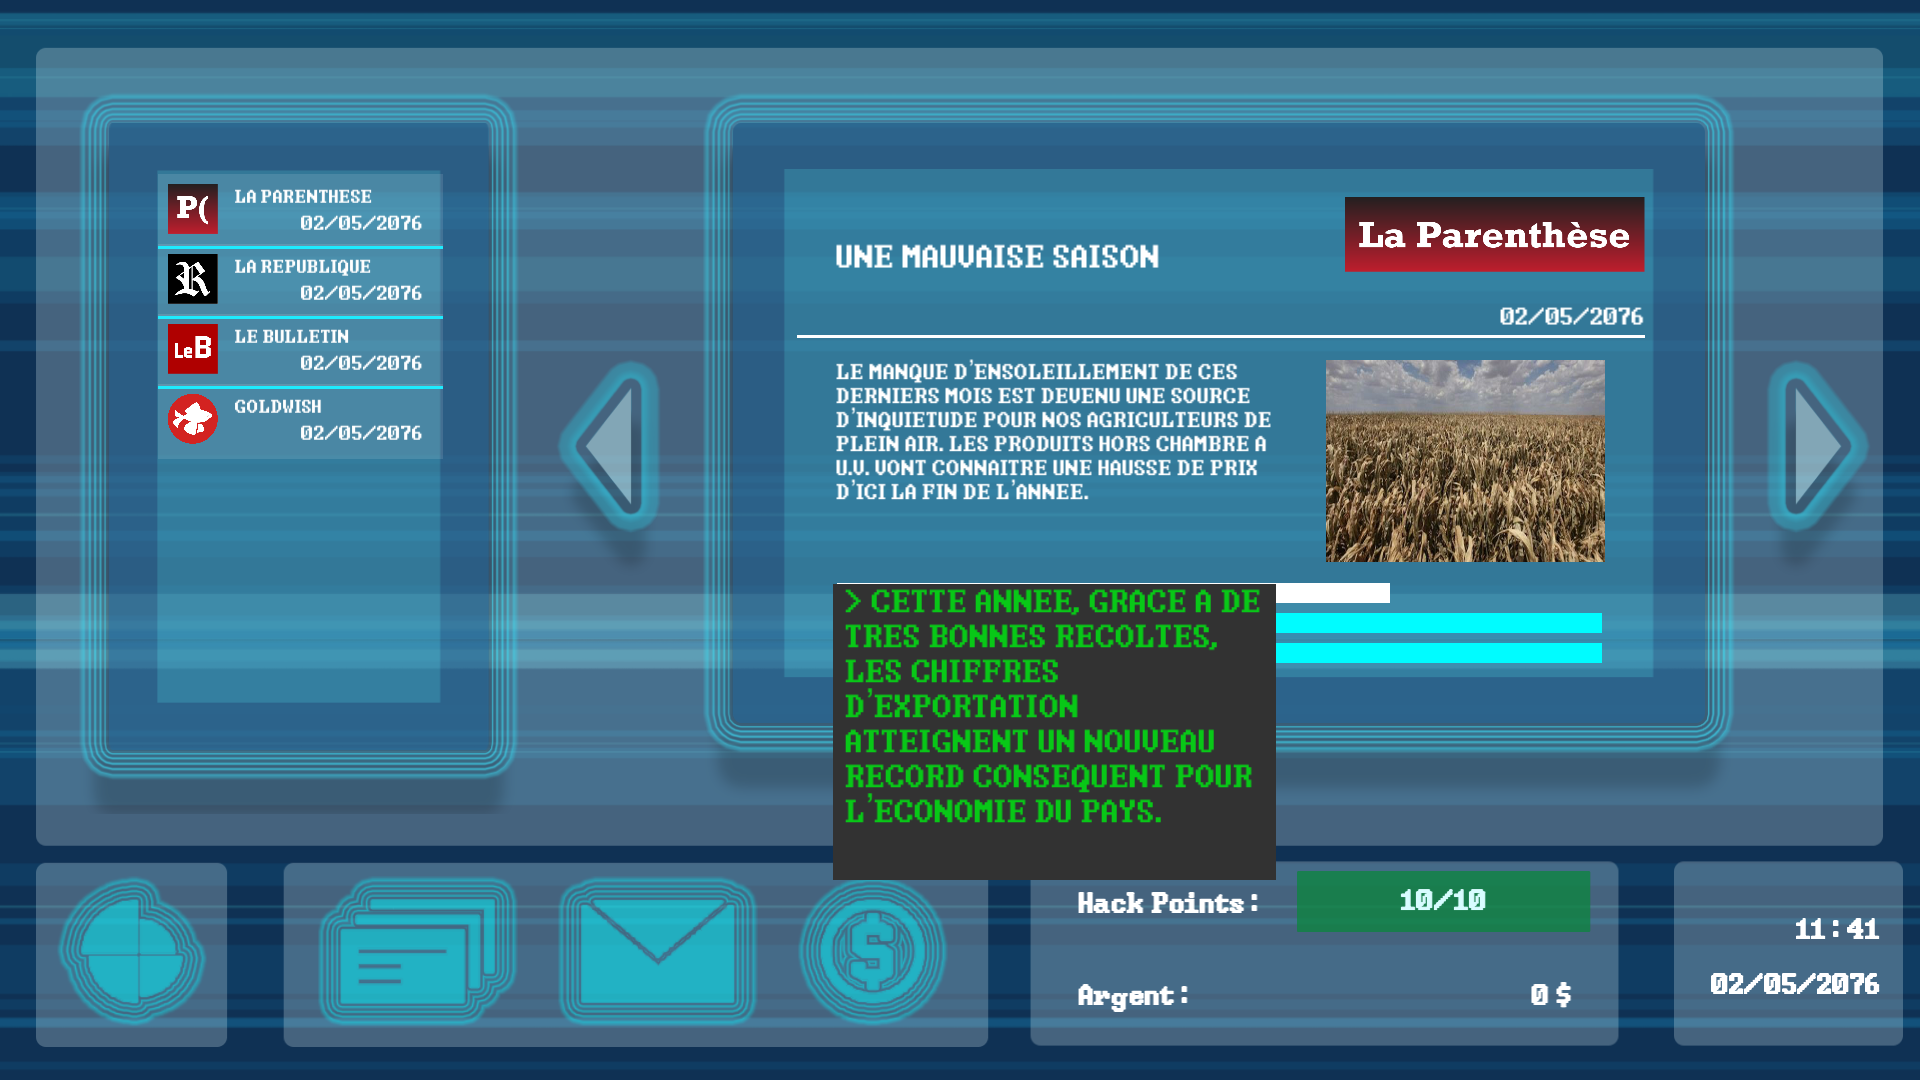 P(
LA PARENTHESE
02/05/2076
R
LA REPUBLIQUE
02/05/2076
LeB
LE BULLETIN
02/05/2076
GOLDWISH
02/05/2076
UNE MAUVAISE SAISON
La Parenthèse
02/05/2076
LE MANQUE D'ENSOLEILLEMENT DE CES
DERNIERS MOIS EST DEVENU UNE SOURCE
D'INQUIETUDE POUR NOS AGRICULTEURS DE
PLEIN AIR. LES PRODUITS HORS CHAMBRE A
U.V. VONT CONNAITRE UNE HAUSSE DE PRIX
D'ICI LA FIN DE L'ANNEE.
> CETTE ANNEE, GRACE A DE
TRES BONNES RECOLTES,
LES CHIFFRES
D'EXPORTATION
ATTEIGNENT UN NOUVEAU
RECORD CONSEQUENT POUR
L'ECONOMIE DU PAYS.
$
Hack Points:
10/10
Argent:
0 $
11:41
02/05/2076